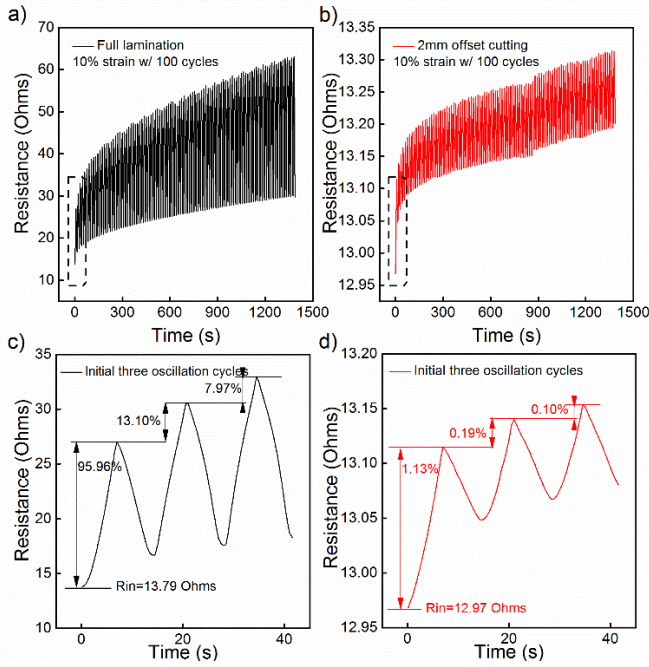 a)
Full lamination
10% strain w/ 100 cycles
Resistance (Ohms)
70
60
50
40
30
20
10
0 300 600 900 1200 1500
Time (s)
b)
2mm offset cutting
10% strain w/ 100 cycles
Resistance (Ohms)
13.35
13.30
13.25
13.20
13.15
13.10
13.05
13.00
12.95
0 300 600 900 1200 1500
Time (s)
c)
Initial three oscillation cycles
7.97%
13.10%
95.96%
Rin=13.79 Ohms
Resistance (Ohms)
35
30
25
20
15
10
0 20 40
Time (s)
d)
Initial three oscillation cycles
0.10%
0.19%
1.13%
Rin=12.97 Ohms
Resistance (Ohms)
13.20
13.15
13.10
13.05
13.00
12.95
0 20 40
Time (s)